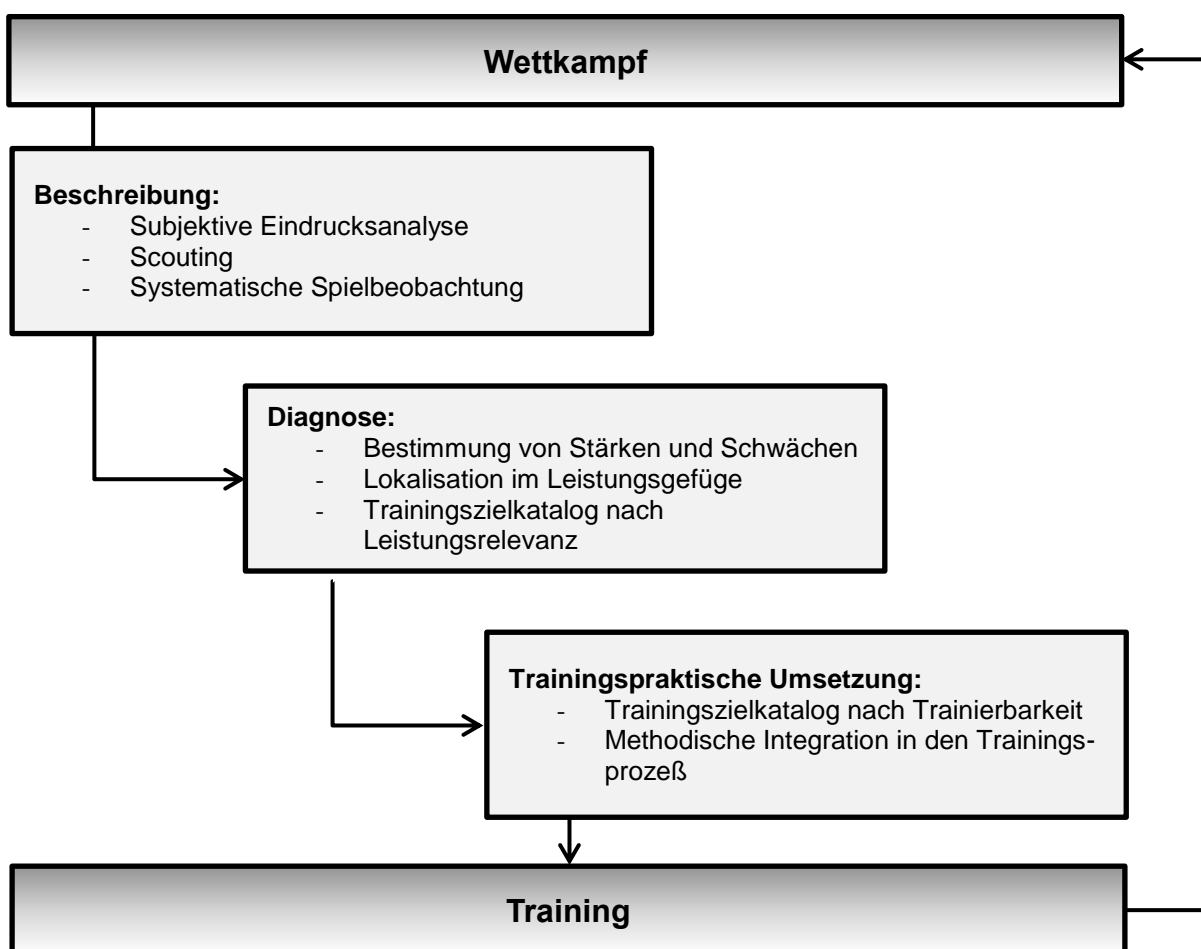 Wettkampf
Beschreibung:
- Subjektive Eindrucksanalyse
- Scouting
- Systematische Spielbeobachtung
Diagnose:
- Bestimmung von Stärken und Schwächen
- Lokalisation im Leistungsgefüge
- Trainingszielkatalog nach
Leistungsrelevanz
Trainingspraktische Umsetzung:
- Trainingszielkatalog nach Trainierbarkeit
- Methodische Integration in den Trainings-
prozeß
Training